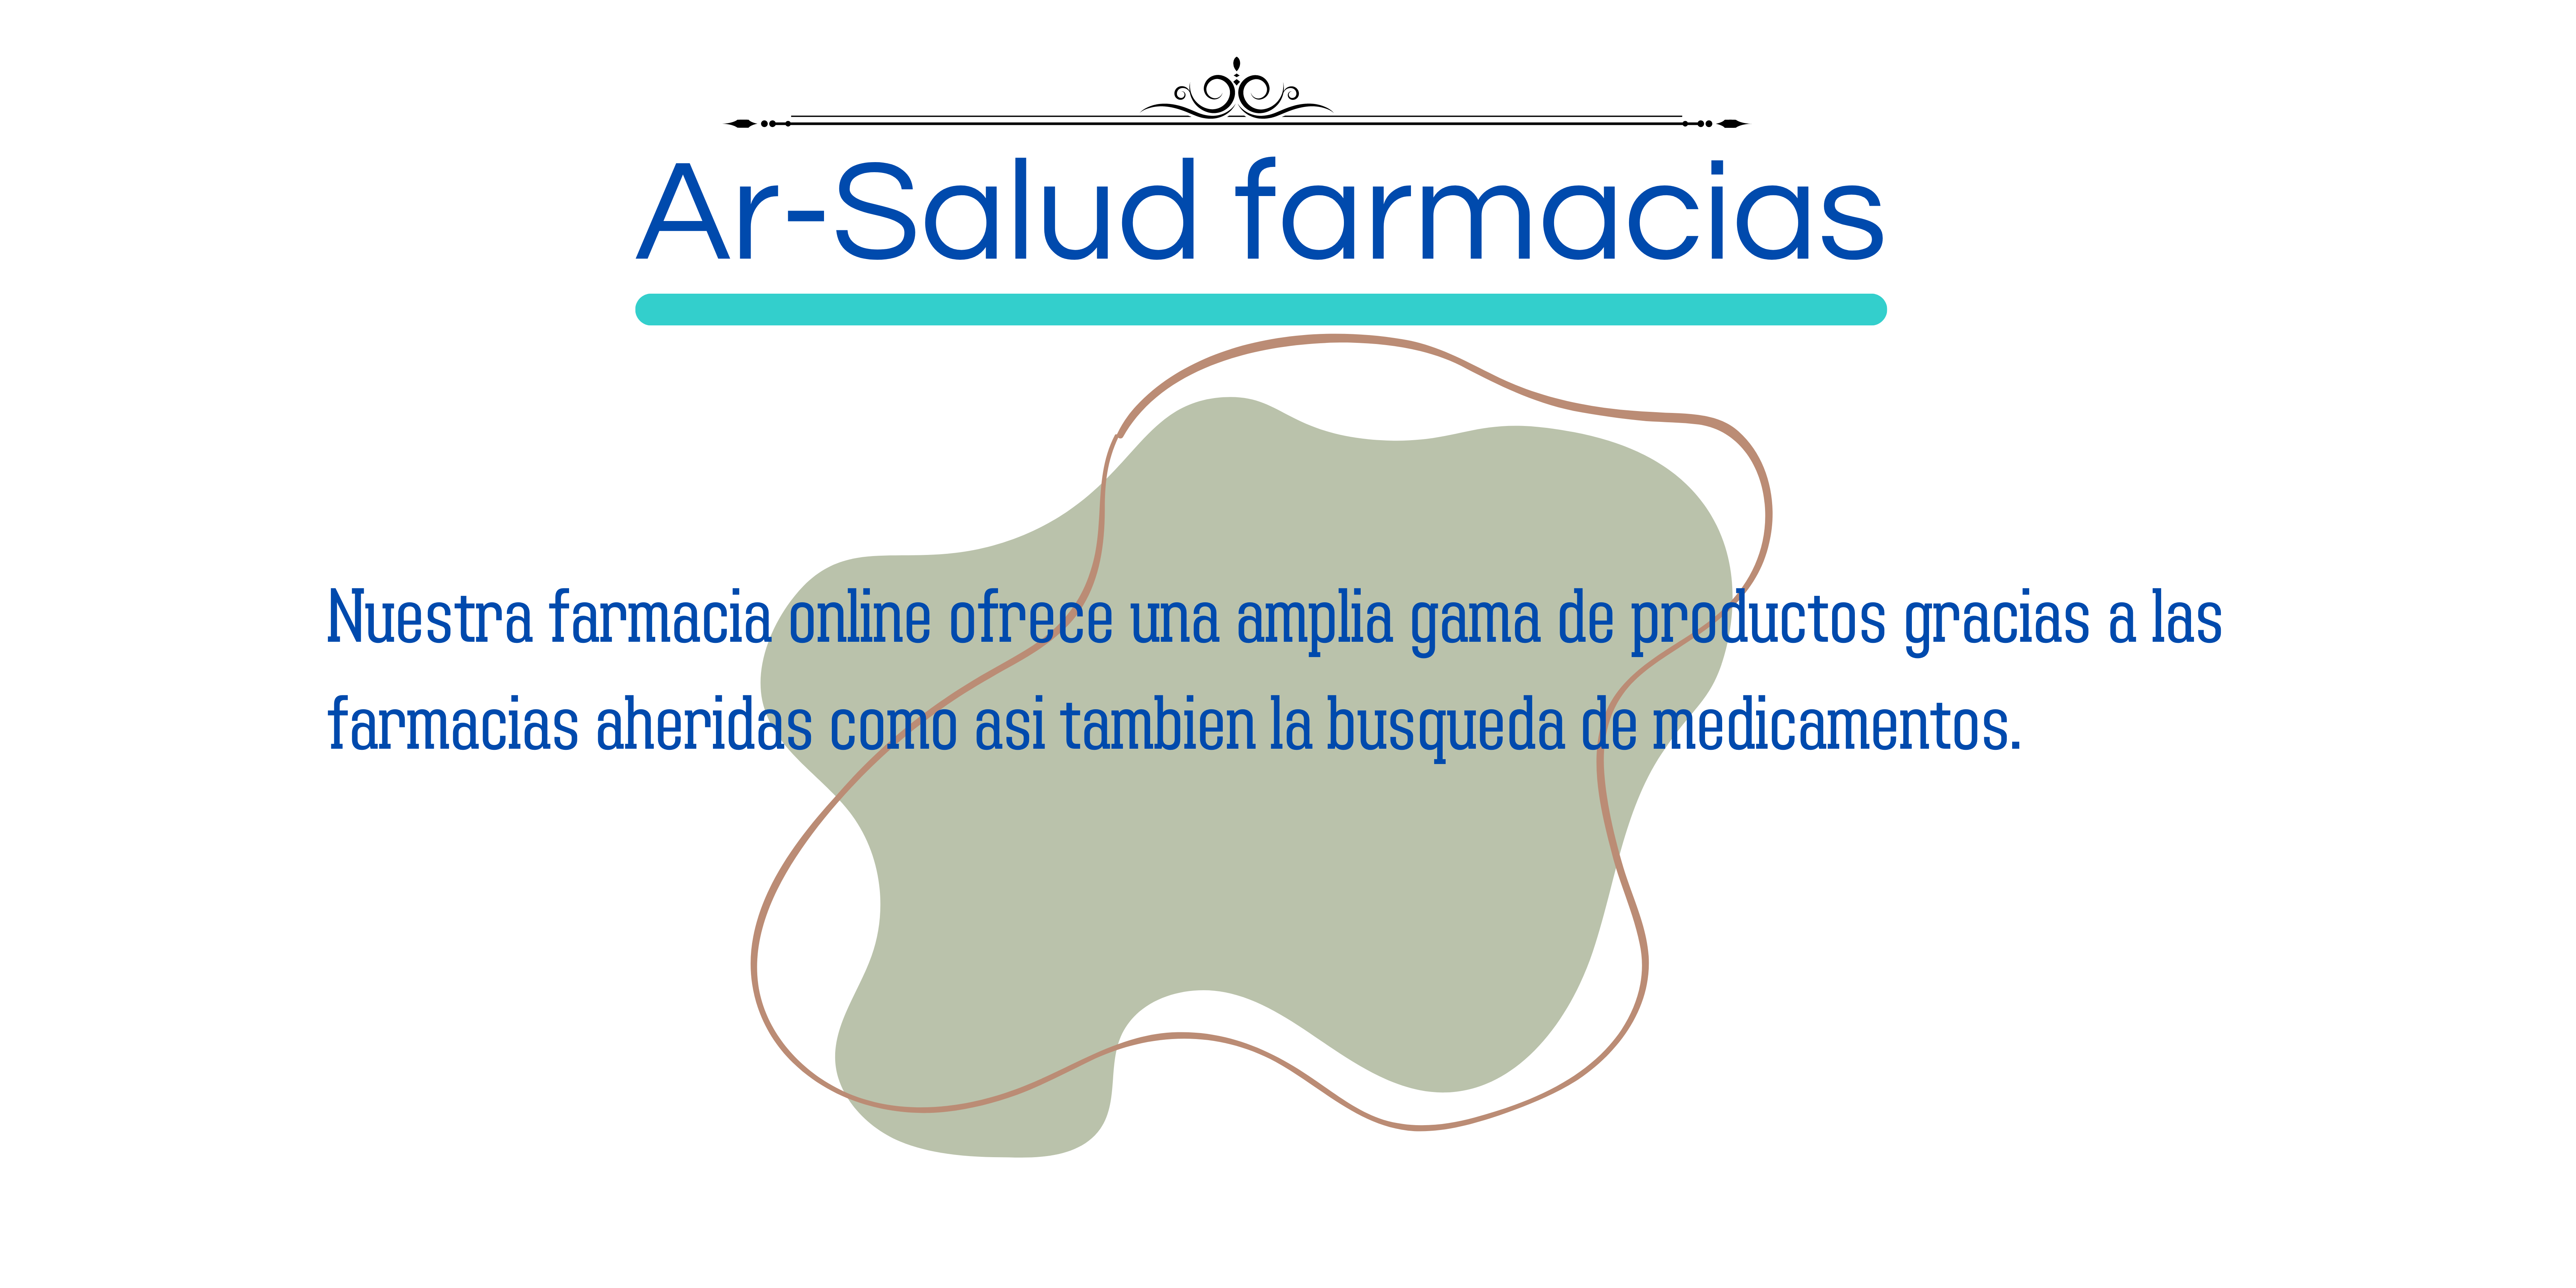 Ar-Salud farmacias
Nuestra farmacia online ofrece una amplia gama de productos gracias a las
farmacias aheridas como asi tambien la busqueda de medicamentos.